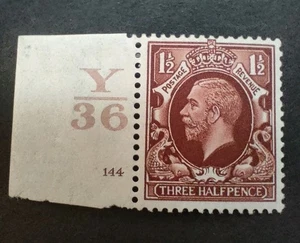 Y
36
144
1½ 1½
POSTAGE REVENUE
THREE HALFPENCE